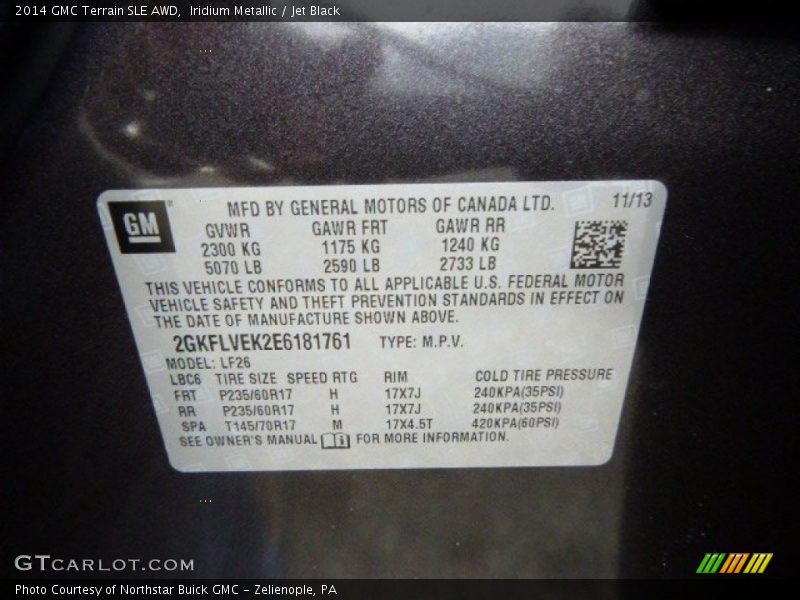 2014 GMC Terrain SLE AWD, Iridium Metallic / Jet Black
GM
MFD BY GENERAL MOTORS OF CANADA LTD. 11/13
GVWR GAWR FRT GAWR RR
2300 KG 1175 KG 1240 KG
5070 LB 2590 LB 2733 LB
THIS VEHICLE CONFORMS TO ALL APPLICABLE U.S. FEDERAL MOTOR
VEHICLE SAFETY AND THEFT PREVENTION STANDARDS IN EFFECT ON
THE DATE OF MANUFACTURE SHOWN ABOVE.
2GKFLVEK2E6181761 TYPE: M.P.V.
MODEL: LF26
LBC6 TIRE SIZE SPEED RTG RIM COLD TIRE PRESSURE
FRT P235/60R17 H 17X7J 240KPA(35PSI)
RR P235/60R17 H 17X7J 240KPA(35PSI)
SPA T145/70R17 M 17X4.5T 420KPA(60PSI)
SEE OWNER'S MANUAL FOR MORE INFORMATION.
GTCARLOT.COM
Photo Courtesy of Northstar Buick GMC - Zelienople, PA